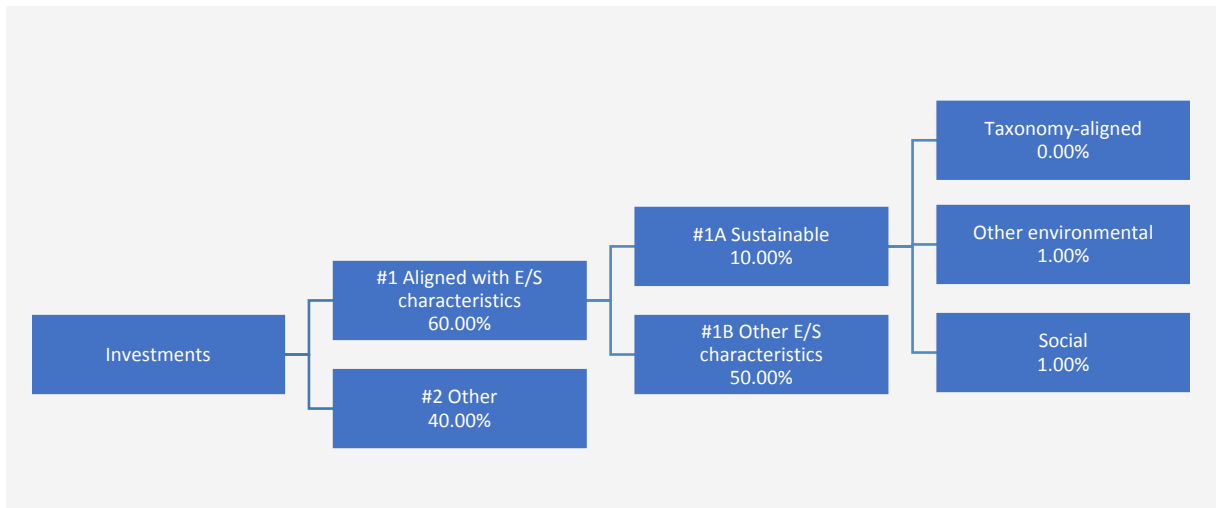 Investments
#1 Aligned with E/S
characteristics
60.00%
#2 Other
40.00%
#1A Sustainable
10.00%
#1B Other E/S
characteristics
50.00%
Taxonomy-aligned
0.00%
Other environmental
1.00%
Social
1.00%